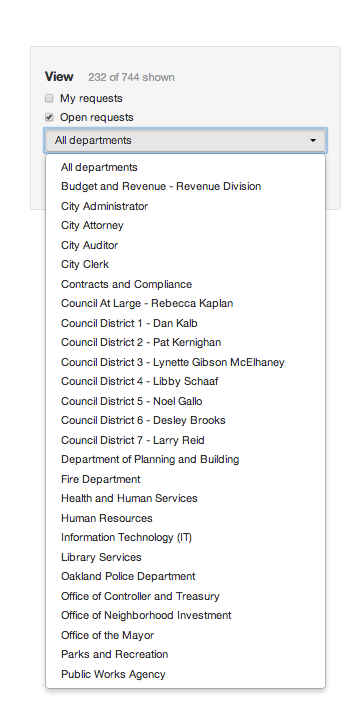 View 232 of 744 shown
My requests
Open requests
All departments
All departments
Budget and Revenue - Revenue Division
City Administrator
City Attorney
City Auditor
City Clerk
Contracts and Compliance
Council At Large - Rebecca Kaplan
Council District 1 - Dan Kalb
Council District 2 - Pat Kernighan
Council District 3 - Lynette Gibson McElhaney
Council District 4 - Libby Schaaf
Council District 5 - Noel Gallo
Council District 6 - Desley Brooks
Council District 7 - Larry Reid
Department of Planning and Building
Fire Department
Health and Human Services
Human Resources
Information Technology (IT)
Library Services
Oakland Police Department
Office of Controller and Treasury
Office of Neighborhood Investment
Office of the Mayor
Parks and Recreation
Public Works Agency